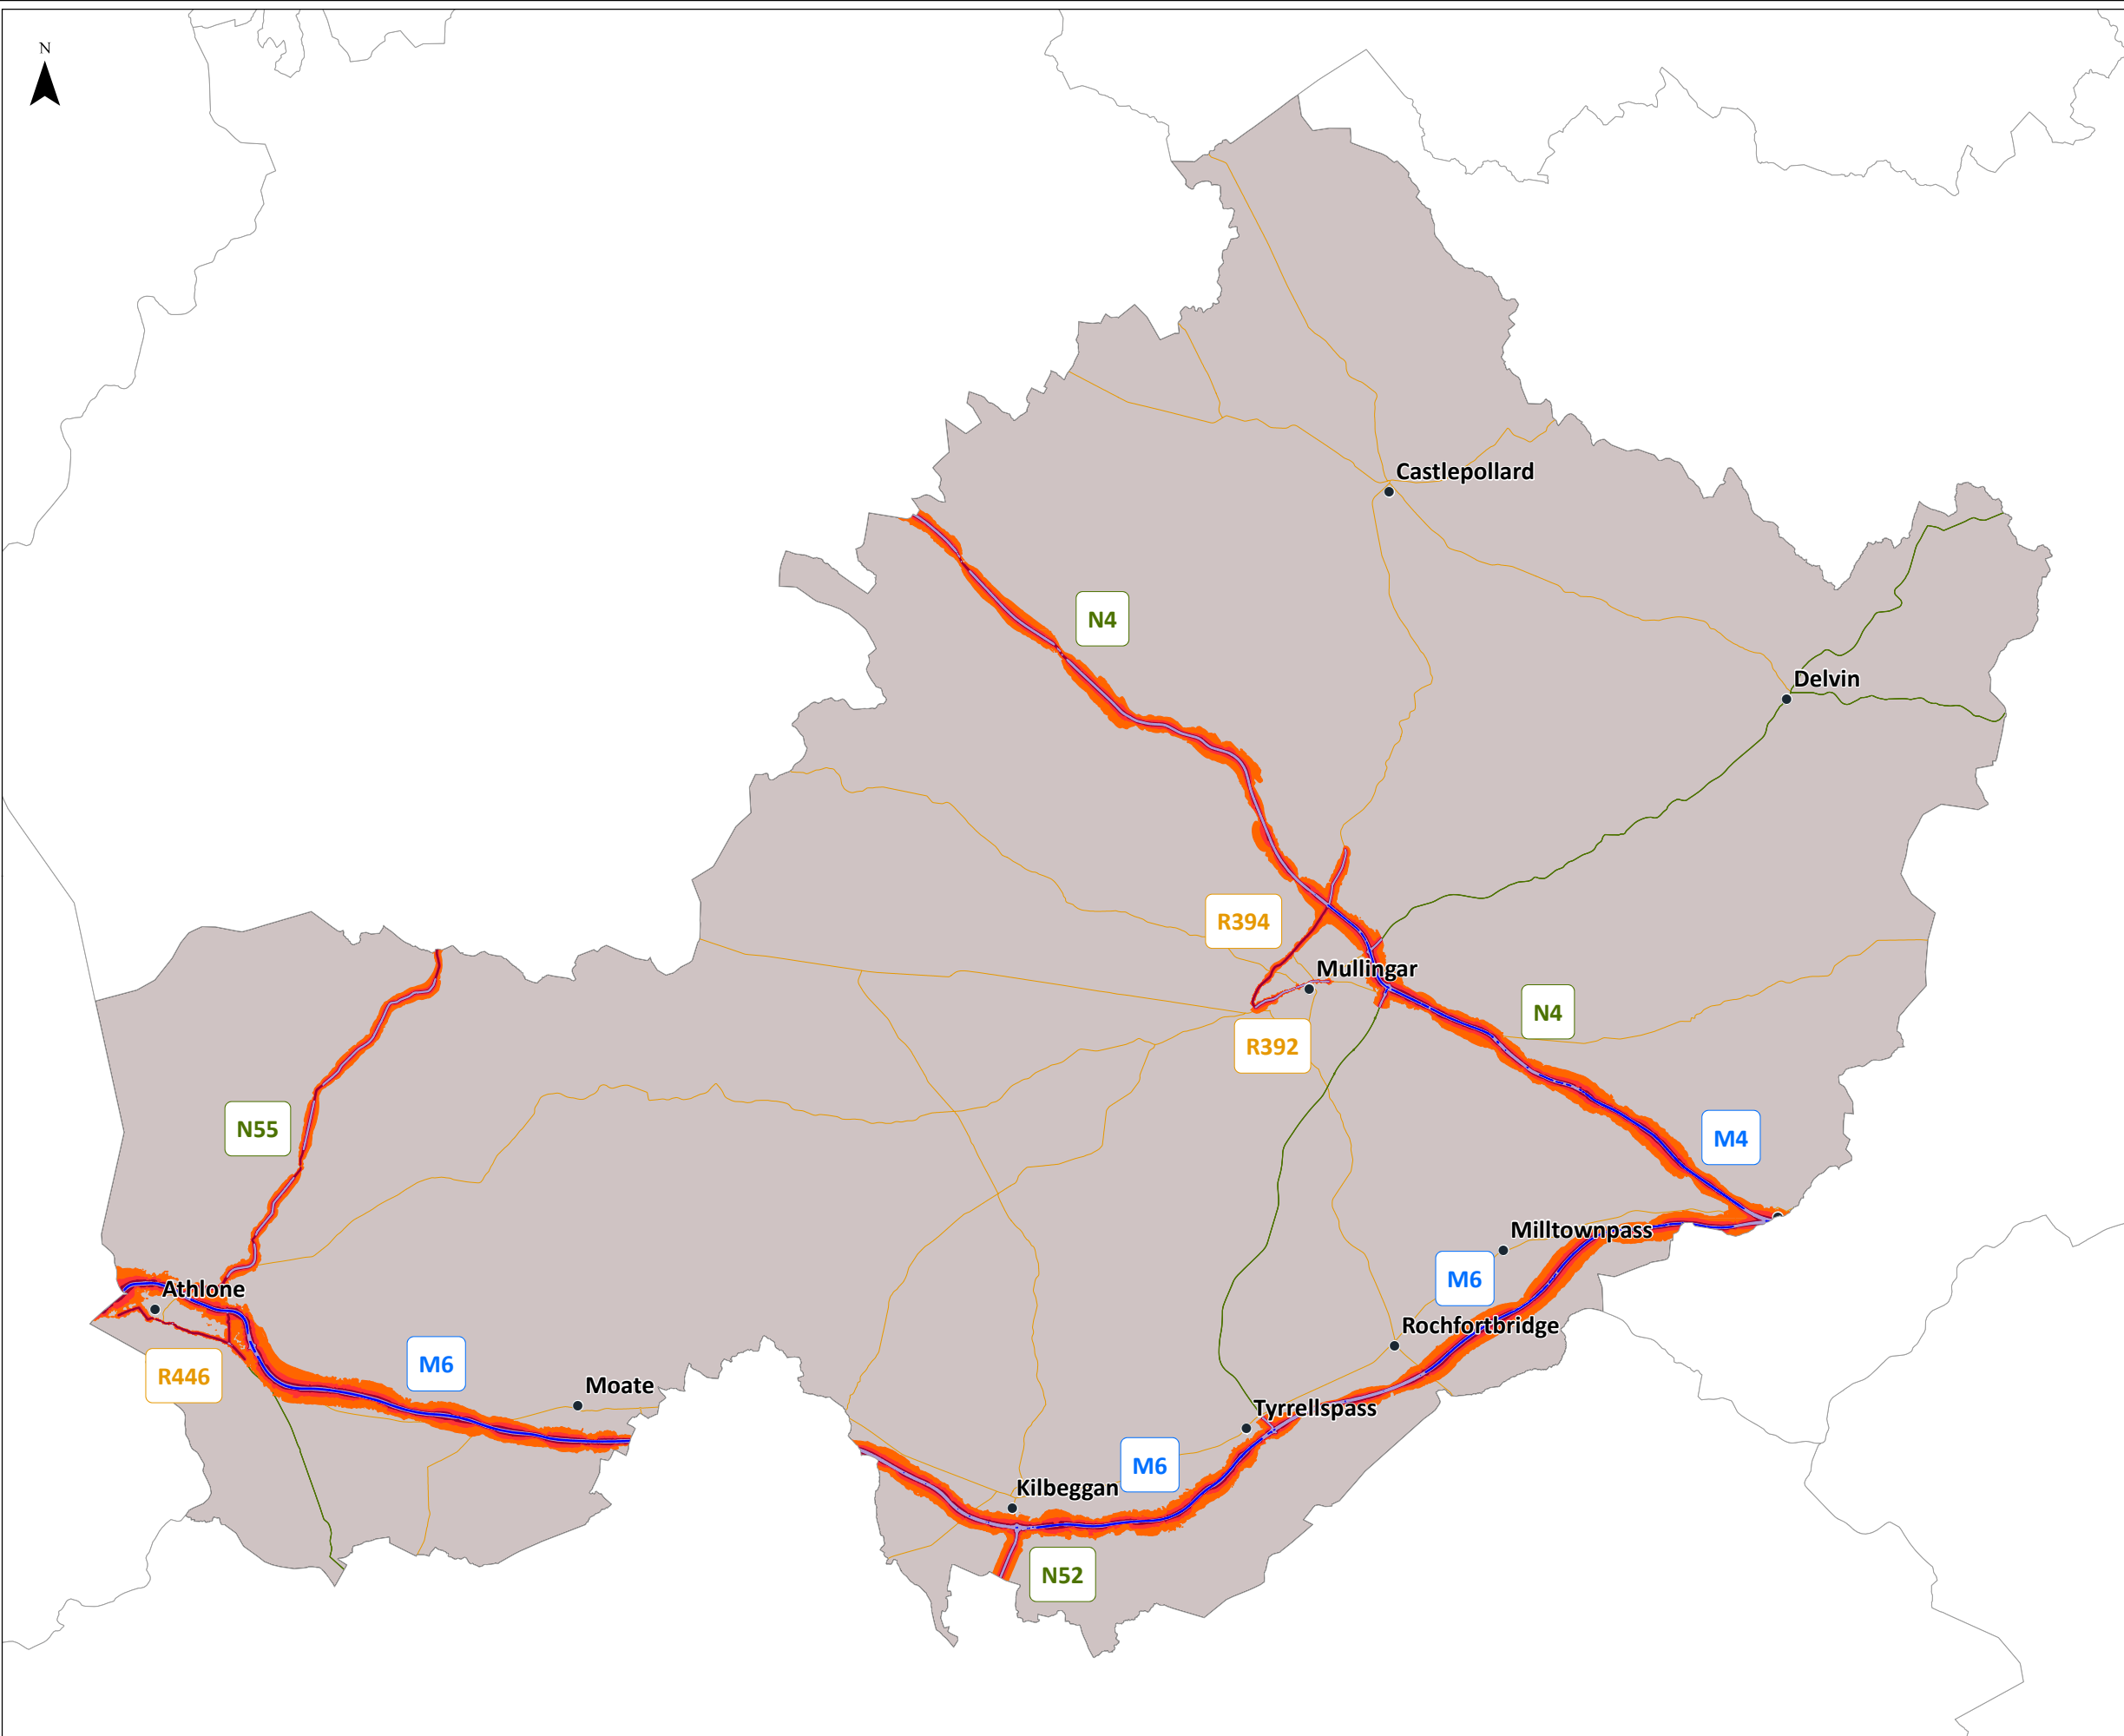 N
Castlepollard
N4
Delvin
R394
Mullingar
N4
R392
N55
M4
Milltownpass
M6
Athlone
Rochfortbridge
M6
R446
Moate
Tyrrellspass
M6
Kilbeggan
N52